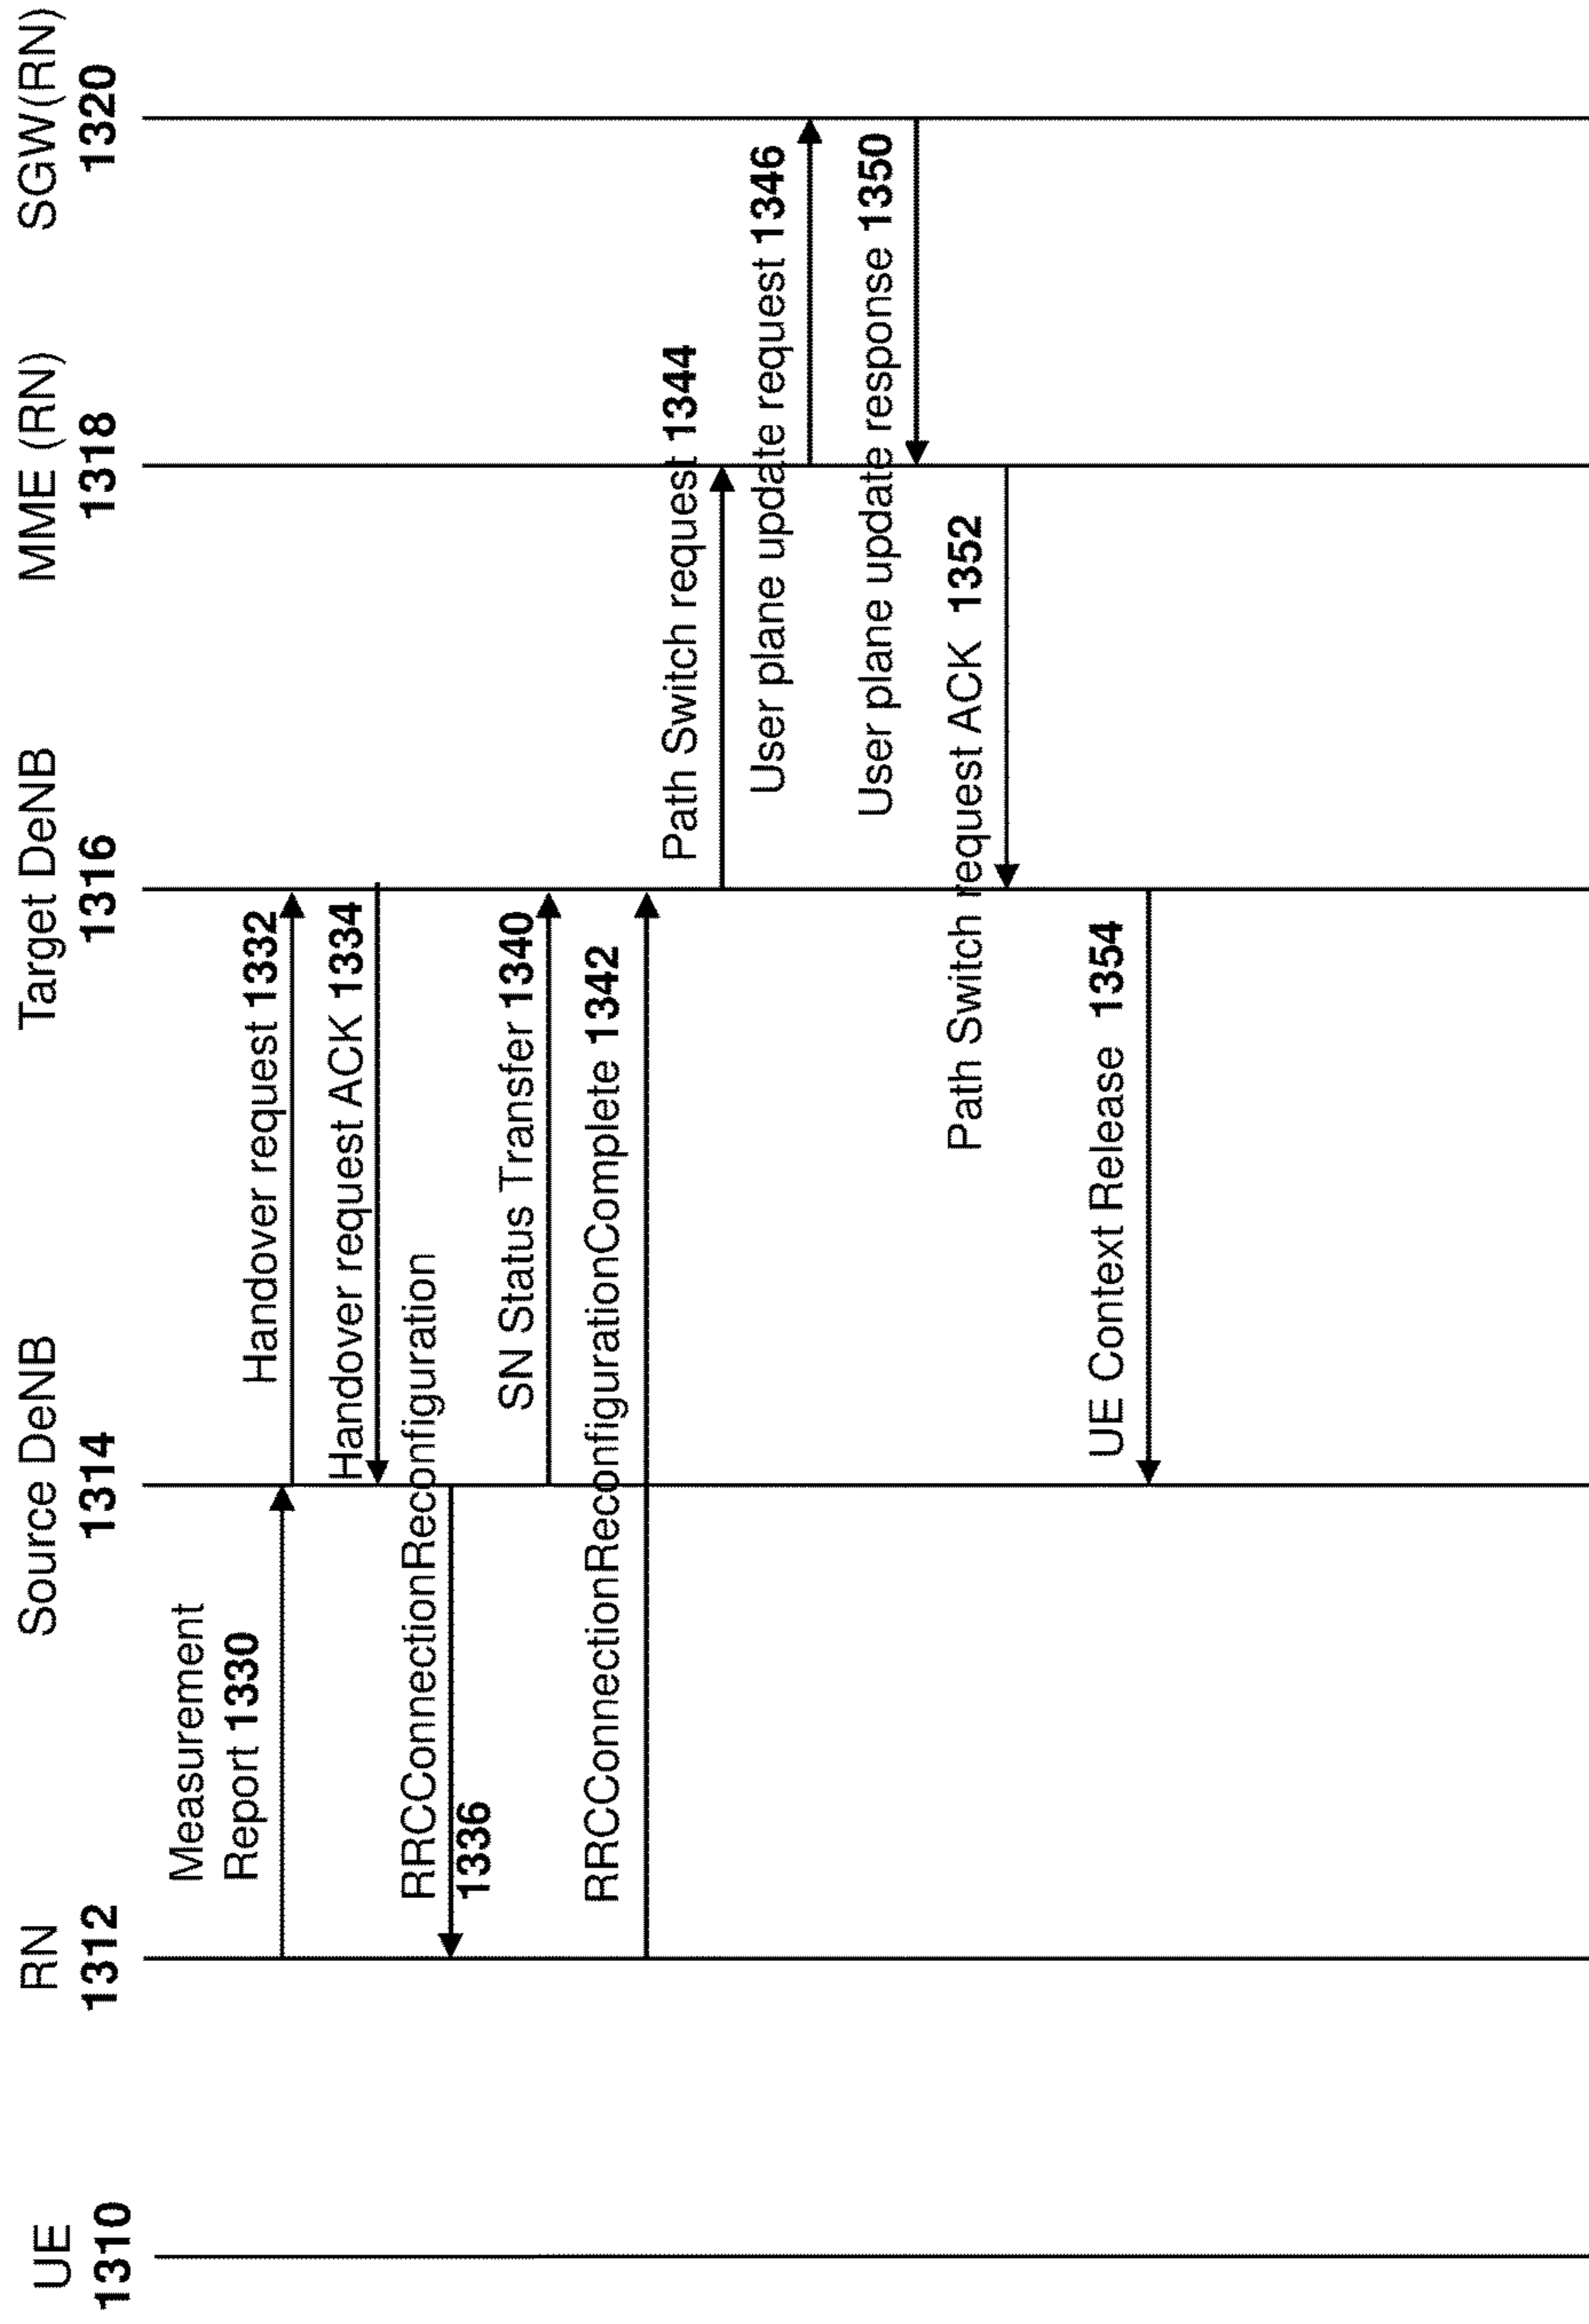 UE
1310
RN
1312
Source DeNB
1314
Target DeNB
1316
MME (RN)
1318
SGW(RN)
1320
Measurement
Report 1330
Handover request 1332
Handover request ACK 1334
RRCConnectionReconfiguration
1336
SN Status Transfer 1340
RRCConnectionReconfigurationComplete 1342
Path Switch request 1344
User plane update request 1346
User plane update response 1350
Path Switch request ACK 1352
UE Context Release 1354